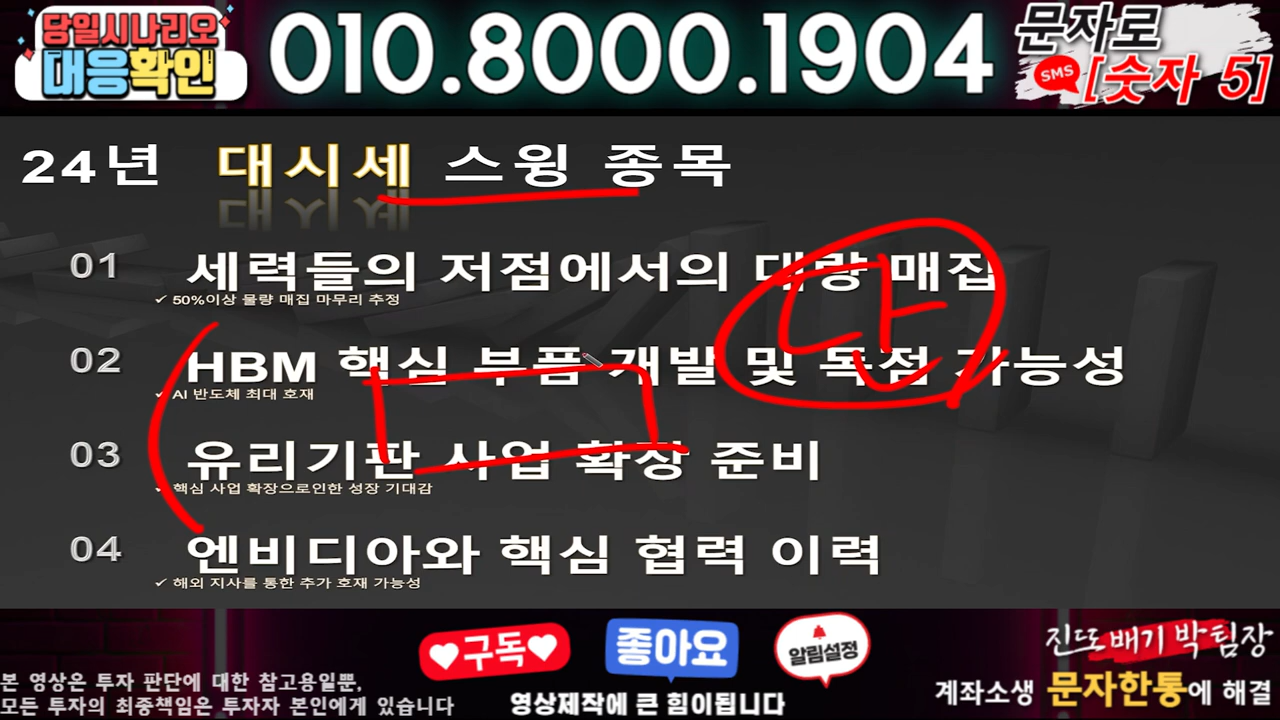 당일시나리오
대응확인
010.8000.1904
문자로
SMS
[숫자 5]
24년 대시세 스윙 종목
01 세력들의 저점에서의 대량 매집
✓ 50%이상 물량 매집 마무리 추정
02 HBM 핵심 부품 개발 및 독점 가능성
✓ AI 반도체 최대 호재
03 유리기판 사업 확장 준비
✓ 핵심 사업 확장으로인한 성장 기대감
04 엔비디아와 핵심 협력 이력
✓ 해외 지사를 통한 추가 호재 가능성
구독
좋아요
알림설정
영상제작에 큰 힘이됩니다
본 영상은 투자 판단에 대한 참고용일뿐,
모든 투자의 최종책임은 투자자 본인에게 있습니다
진또배기 박팀장
계좌소생 문자한통에 해결